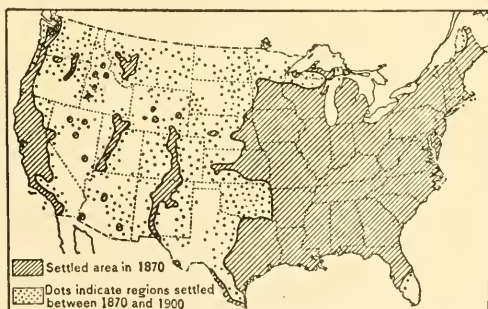 Settled area in 1870
Dots indicate regions settled
between 1870 and 1900